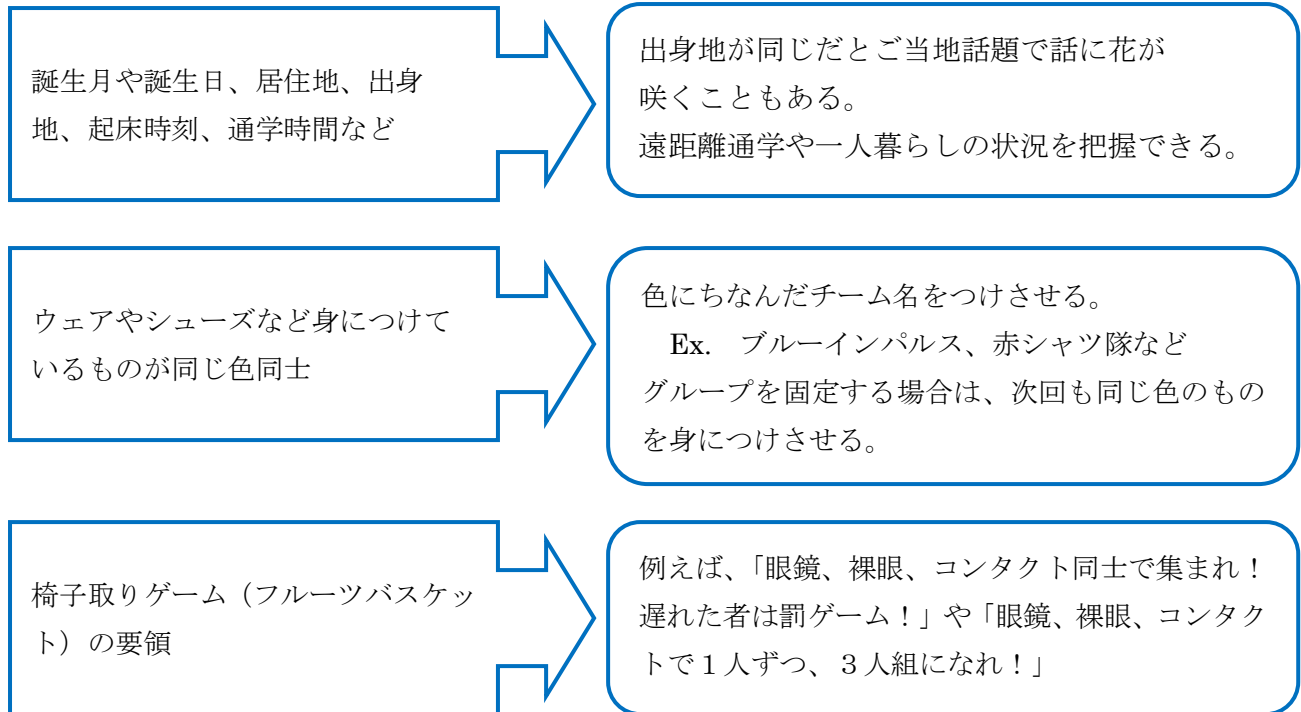 誕生月や誕生日、居住地、出身
地、起床時刻、通学時間など
出身地が同じだとご当地話題で話に花が
咲くこともある。
遠距離通学や一人暮らしの状況を把握できる。
ウェアやシューズなど身につけて
いるものが同じ色同士
色にちなんだチーム名をつけさせる。
Ex.　ブルーインパルス、赤シャツ隊など
グループを固定する場合は、次回も同じ色のもの
を身につけさせる。
椅子取りゲーム（フルーツバスケッ
ト）の要領
例えば、「眼鏡、裸眼、コンタクト同士で集まれ！
遅れた者は罰ゲーム！」や「眼鏡、裸眼、コンタク
トで１人ずつ、３人組になれ！」